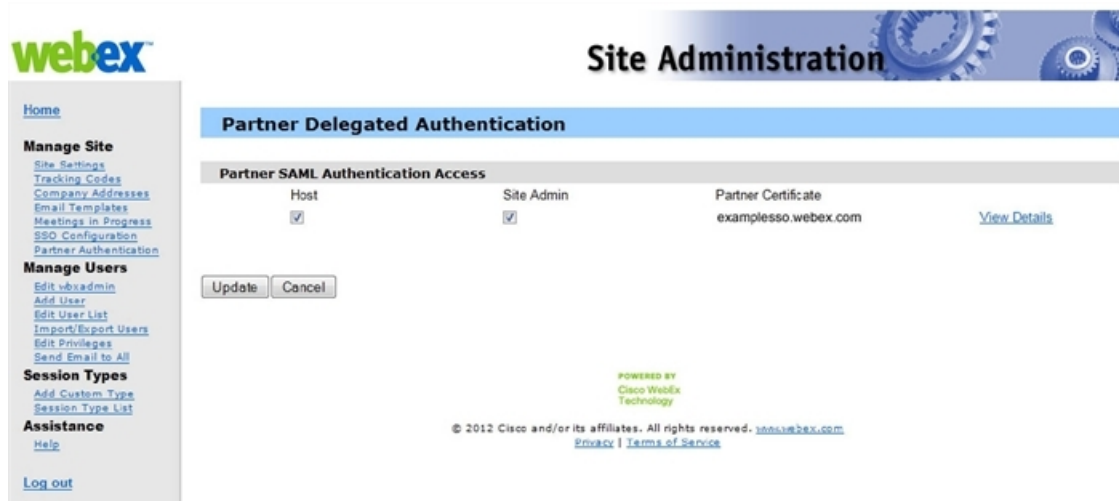 webex™
Site Administration
Home
Manage Site
Site Settings
Tracking Codes
Company Addresses
Email Templates
Meetings in Progress
SSO Configuration
Partner Authentication
Manage Users
Edit wbxadmin
Add User
Edit User List
Import/Export Users
Edit Privileges
Send Email to All
Session Types
Add Custom Type
Session Type List
Assistance
Help
Log out
Partner Delegated Authentication
Partner SAML Authentication Access
Host Site Admin Partner Certificate
examplesso.webex.com View Details
Update Cancel
POWERED BY
Cisco WebEx
Technology
© 2012 Cisco and/or its affiliates. All rights reserved. www.webex.com
Privacy | Terms of Service